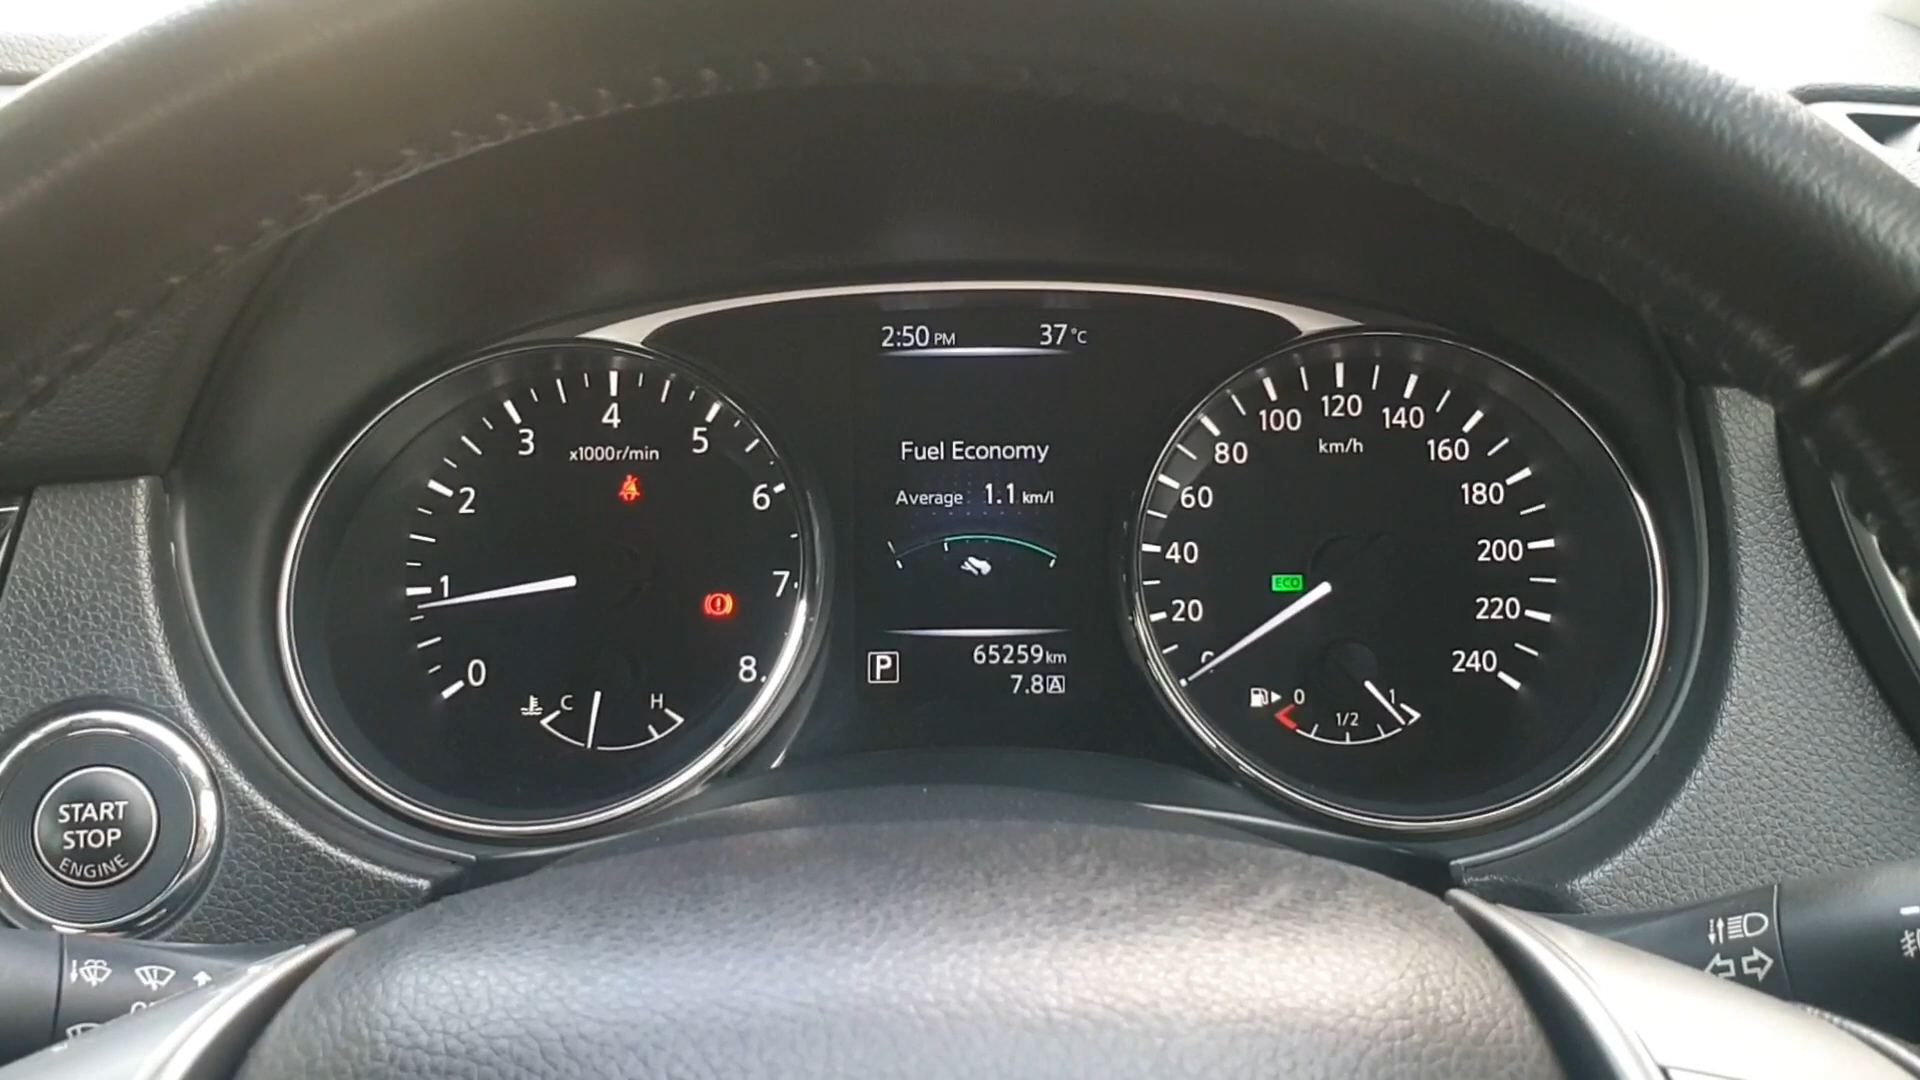 2:50 PM 37°C
Fuel Economy
Average 1.1 km/l
P 65259 km
7.8 A
0 1 2 3 4 5 6 7 8
x1000r/min
C H
0 20 40 60 80 100 120 140 160 180 200 220 240
km/h
ECO
0 1/2 1
START
STOP
ENGINE